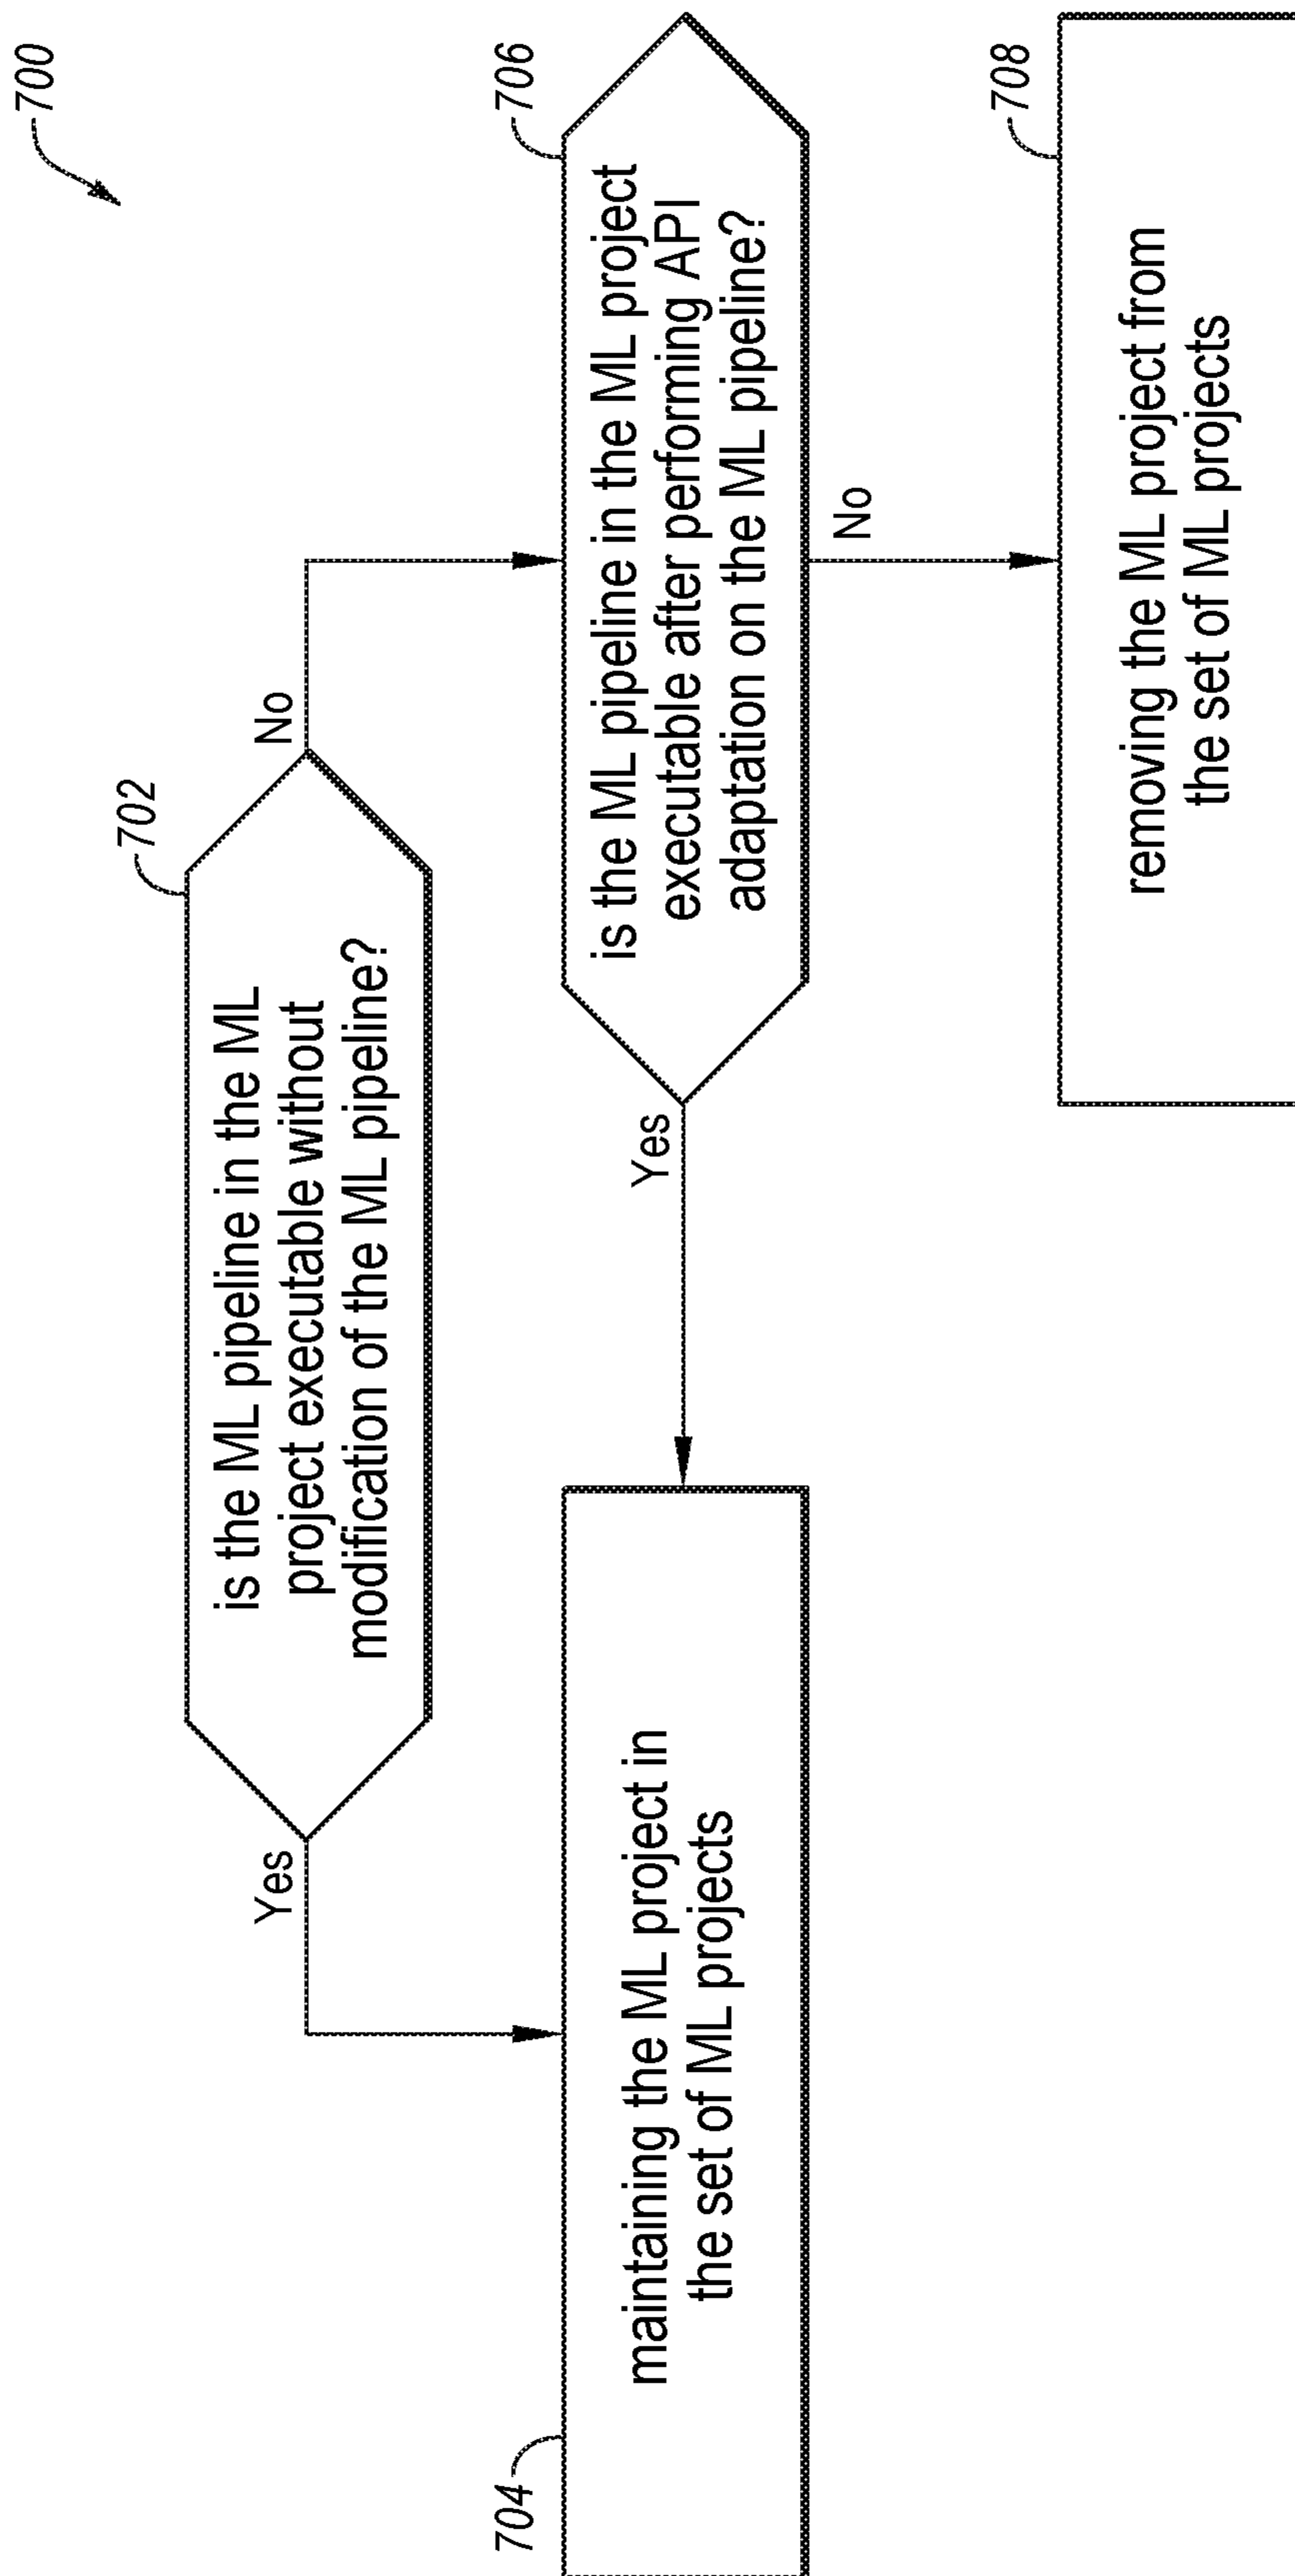 700
702
is the ML pipeline in the ML
project executable without
modification of the ML pipeline?
Yes
No
704
maintaining the ML project in
the set of ML projects
706
is the ML pipeline in the ML project
executable after performing API
adaptation on the ML pipeline?
Yes
No
708
removing the ML project from
the set of ML projects